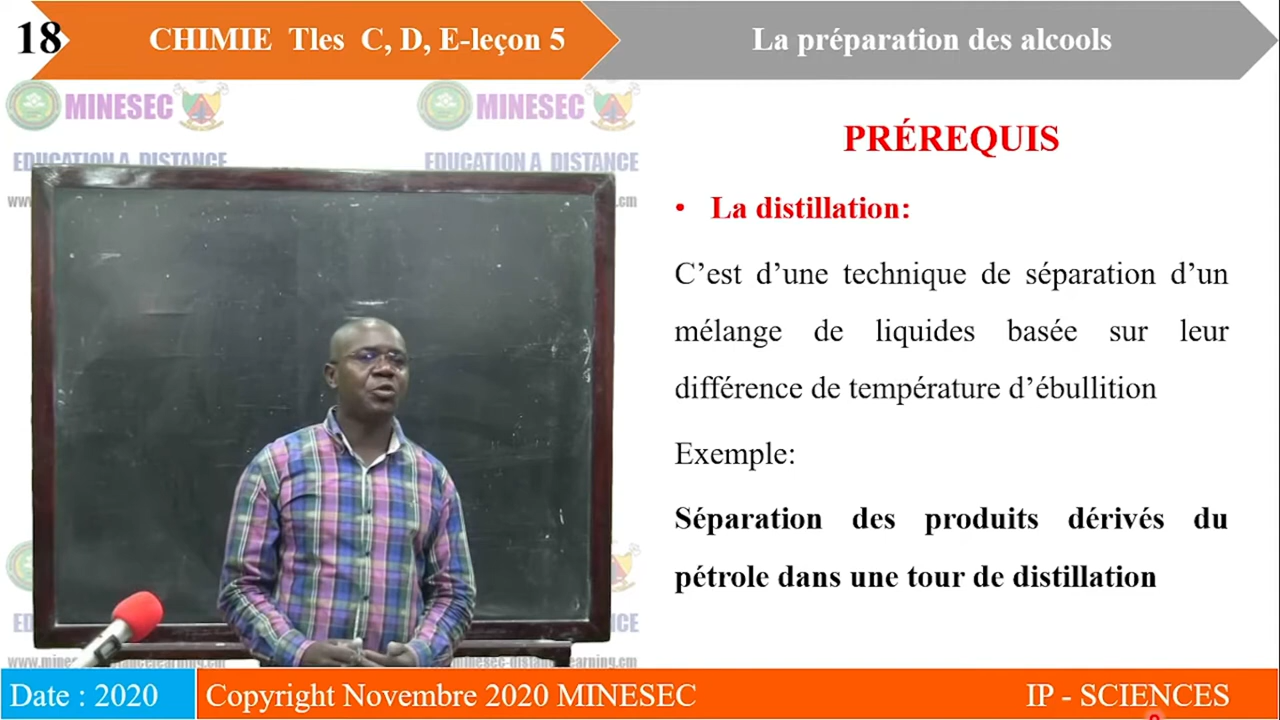 18
CHIMIE Tles C, D, E-leçon 5
La préparation des alcools
MINESEC
MINESEC
EDUCATION A DISTANCE
EDUCATION A DISTANCE
PRÉREQUIS
• La distillation:
C’est d’une technique de séparation d’un
mélange de liquides basée sur leur
différence de température d’ébullition
Exemple:
Séparation des produits dérivés du
pétrole dans une tour de distillation
Date : 2020
Copyright Novembre 2020 MINESEC
IP - SCIENCES